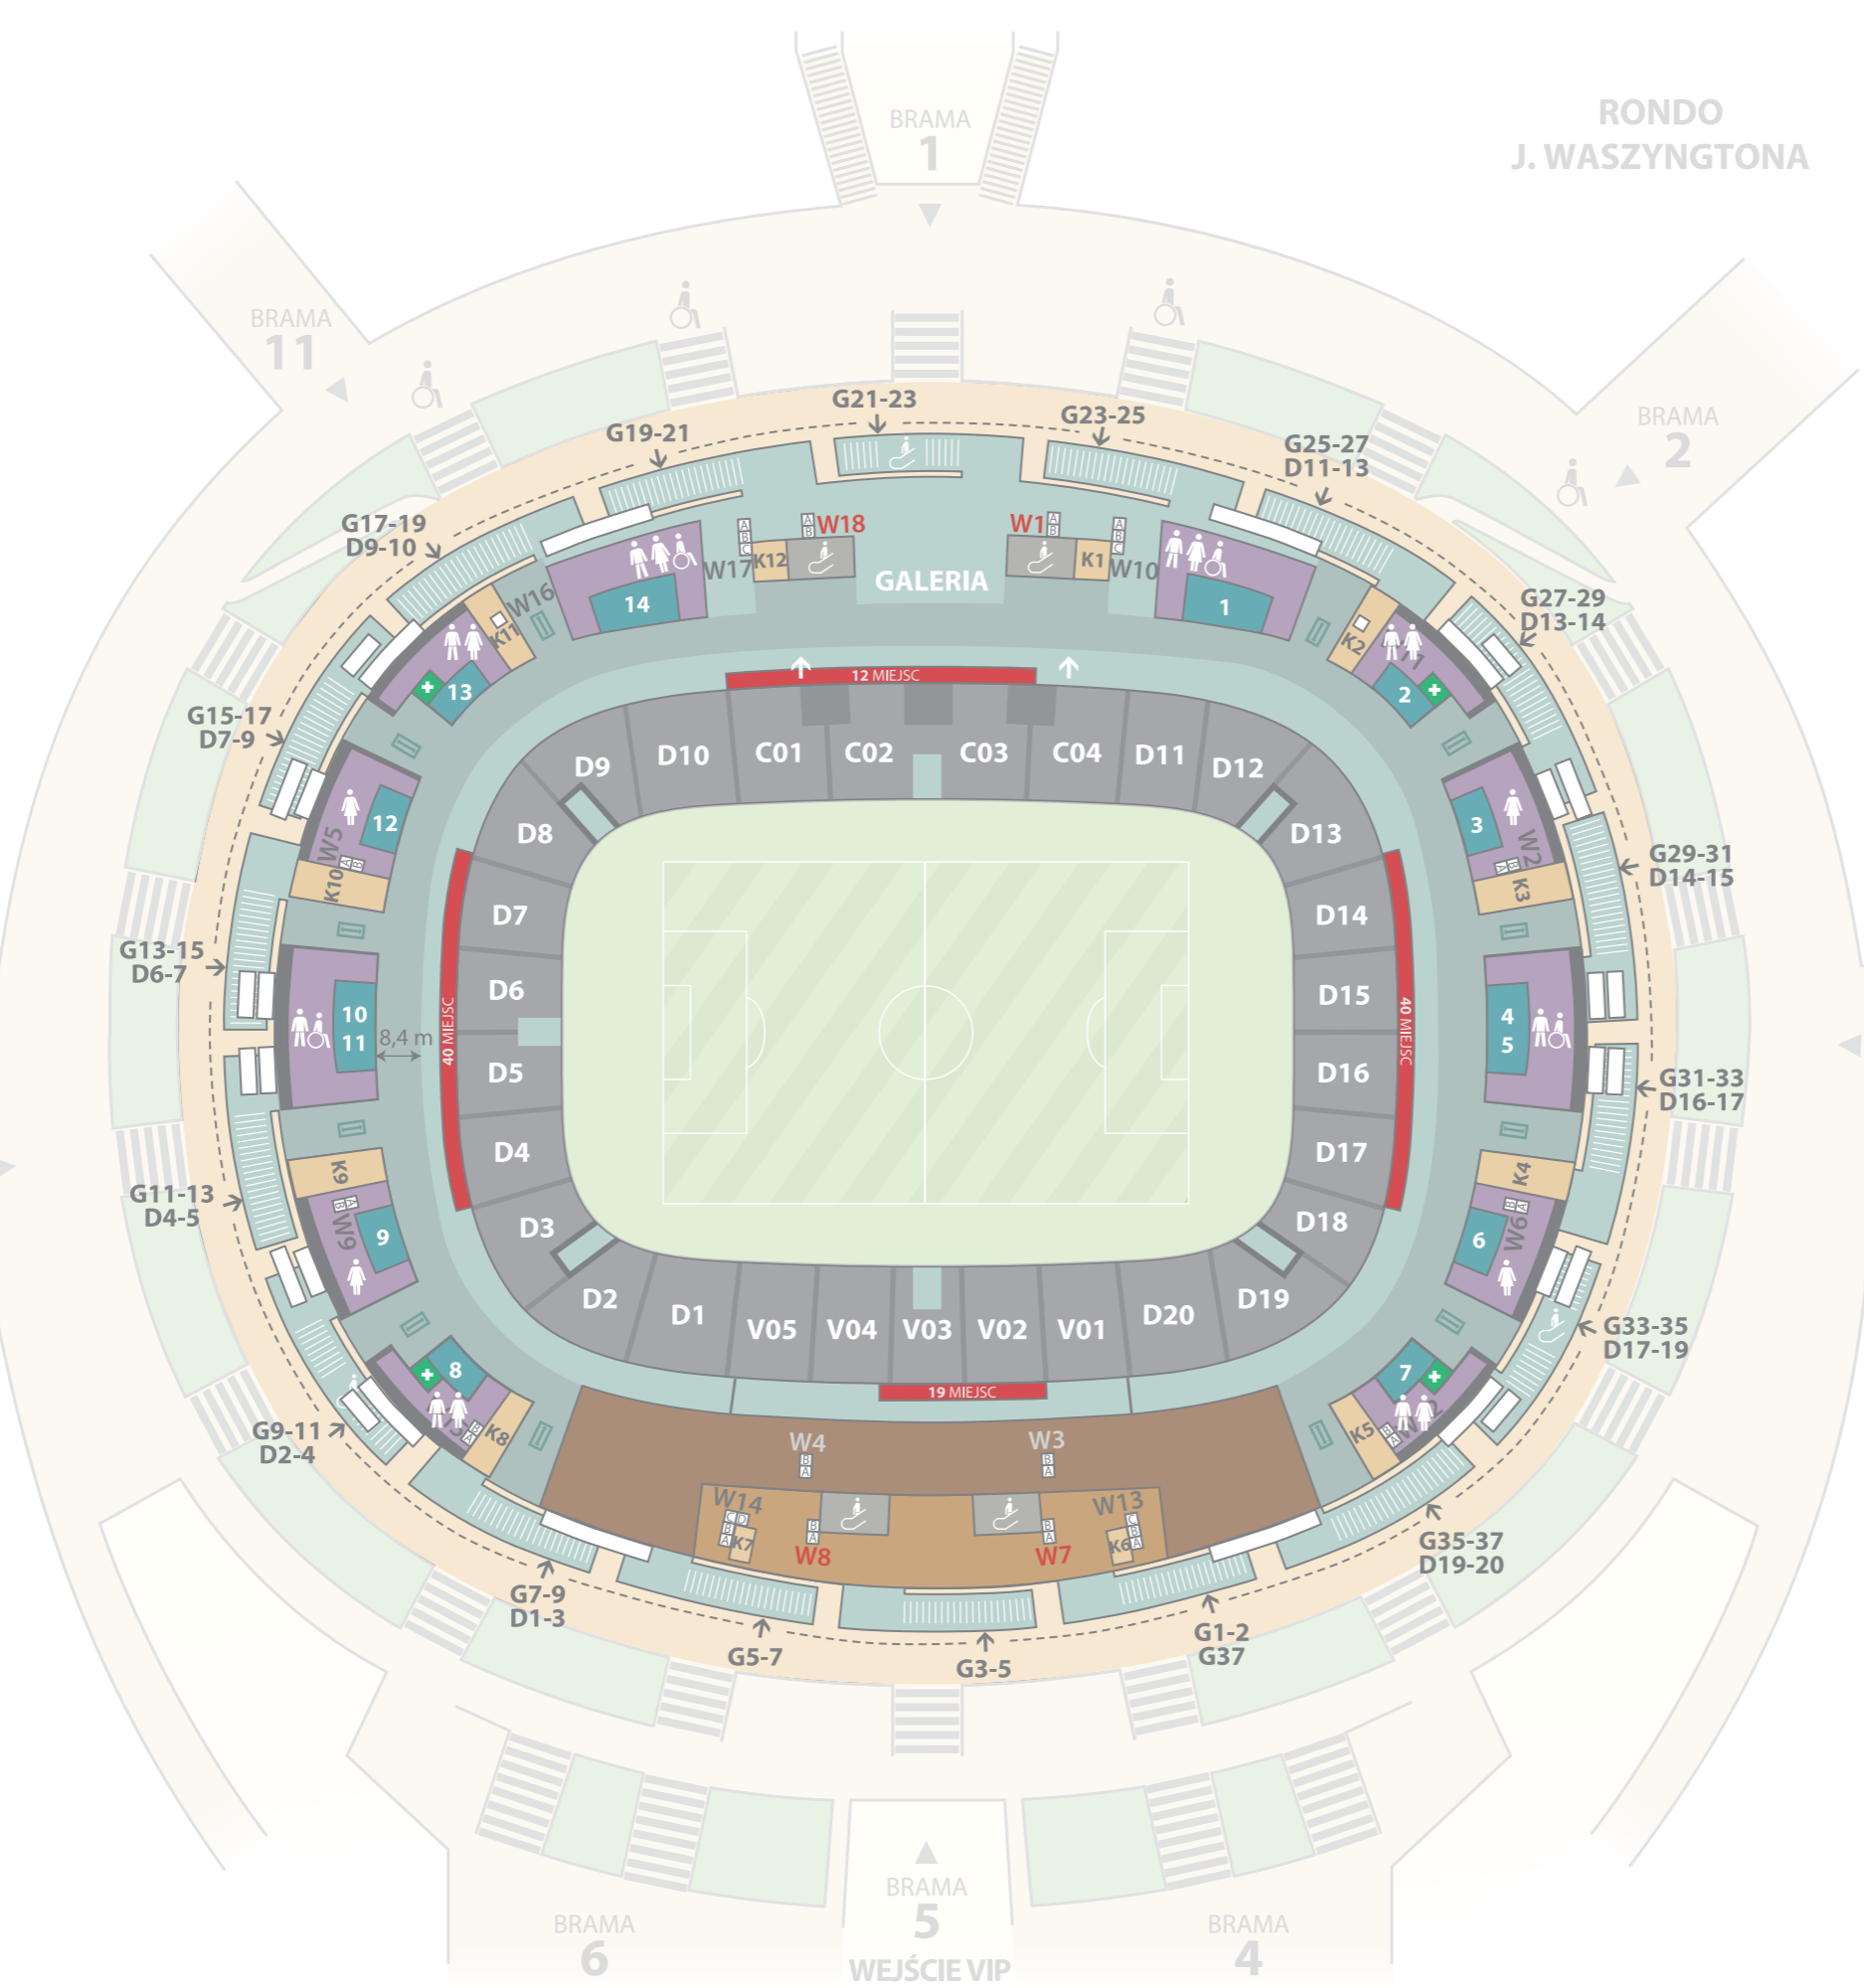 RONDO
J. WASZYNGTONA
BRAMA
1
BRAMA
11
BRAMA
2
G21-23
G23-25
G19-21
G25-27
D11-13
G17-19
D9-10
G27-29
D13-14
G15-17
D7-9
G29-31
D14-15
G13-15
D6-7
G31-33
D16-17
G11-13
D4-5
G33-35
D17-19
G9-11
D2-4
G35-37
D19-20
G7-9
D1-3
G5-7
G3-5
G1-2
G37
A
B
C
A
B
W18
W1
A
B
A
B
C
W17
K12
K1
W10
GALERIA
W16
K11
14
1
K2
13
2
12
W5
A B
K10
3
W2
A B
K3
10
11
8,4 m
4
5
K9
B A
W9
9
K4
B A
W6
6
8
B
A
K8
7
K5
B
A
12 MIEJSC
40 MIEJSC
40 MIEJSC
19 MIEJSC
D9
D10
C01
C02
C03
C04
D11
D12
D8
D13
D7
D14
D6
D15
D5
D16
D4
D17
D3
D18
D2
D1
V05
V04
V03
V02
V01
D20
D19
W4
B
A
W3
B
A
W14
C D
B
A
K7
B
A
W8
B
A
W7
W13
C
B
A
K6
BRAMA
6
BRAMA
5
WEJŚCIE VIP
BRAMA
4